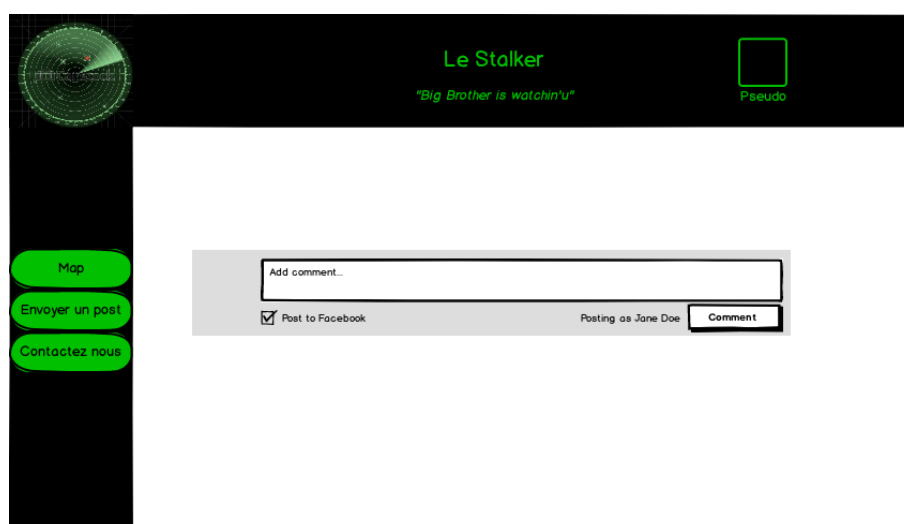 Le Stalker
"Big Brother is watchin'u"
Pseudo
Map
Envoyer un post
Contactez nous
Add comment...
Post to Facebook
Posting as Jane Doe
Comment